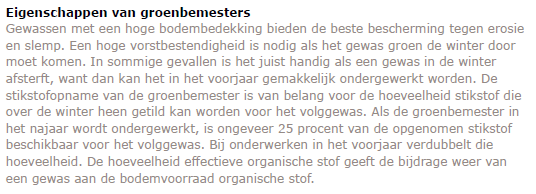 Eigenschappen van groenbemesters
Gewassen met een hoge bodembedekking bieden de beste bescherming tegen erosie
en slemp. Een hoge vorstbestendigheid is nodig als het gewas groen de winter door
moet komen. In sommige gevallen is het juist handig als een gewas in de winter
afsterft, want dan kan het in het voorjaar gemakkelijk ondergewerkt worden. De
stikstofopname van de groenbemester is van belang voor de hoeveelheid stikstof die
over de winter heen getild kan worden voor het volggewas. Als de groenbemester in
het najaar wordt ondergewerkt, is ongeveer 25 procent van de opgenomen stikstof
beschikbaar voor het volggewas. Bij onderwerken in het voorjaar verdubbelt die
hoeveelheid. De hoeveelheid effectieve organische stof geeft de bijdrage weer van
een gewas aan de bodemvoorraad organische stof.